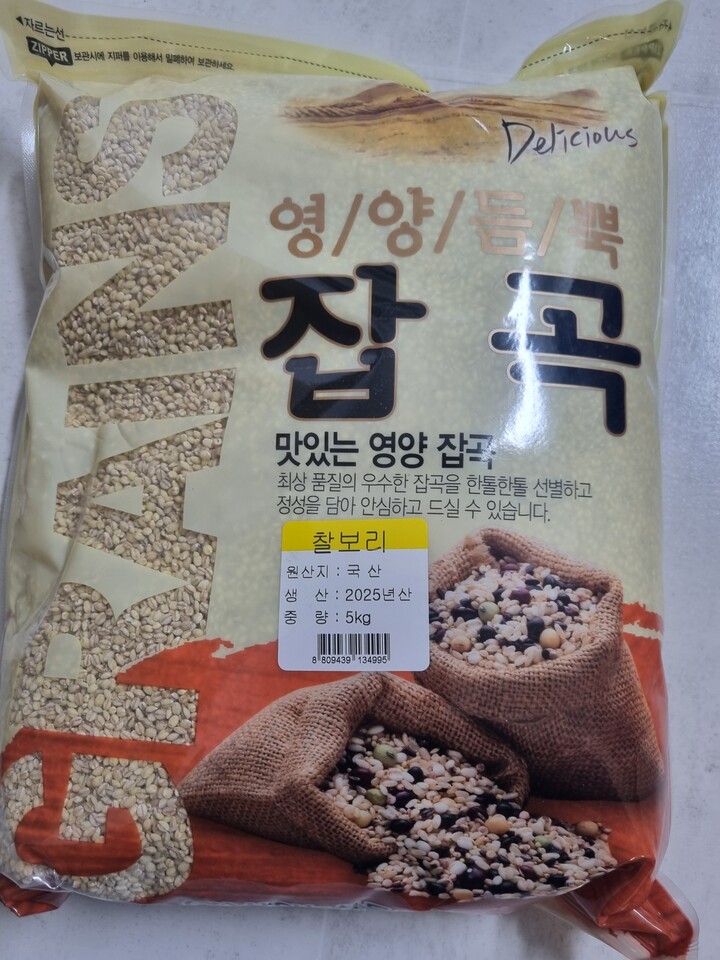 ◀자르는선
ZIPPER 보관시에 지퍼를 이용해서 밀폐하여 보관하세요.
Delicious
영/양/듬/뿍
잡곡
맛있는 영양 잡곡
최상 품질의 우수한 잡곡을 한톨한톨 선별하고
정성을 담아 안심하고 드실 수 있습니다.
찰보리
원산지 : 국산
생 산 : 2025년산
중 량 : 5kg
8 809439 134995
GRAINS